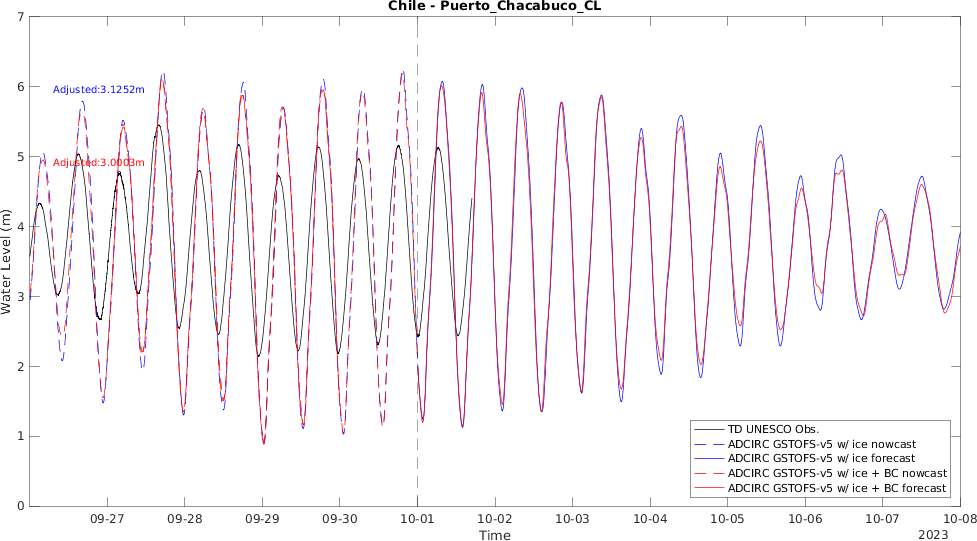 Chile - Puerto_Chacabuco_CL
7
6
5
4
3
2
1
0
Water Level (m)
Adjusted:3.1252m
Adjusted:3.0003m
TD UNESCO Obs.
ADCIRC GSTOFS-v5 w/ ice nowcast
ADCIRC GSTOFS-v5 w/ ice forecast
ADCIRC GSTOFS-v5 w/ ice + BC nowcast
ADCIRC GSTOFS-v5 w/ ice + BC forecast
09-27 09-28 09-29 09-30 10-01 10-02 10-03 10-04 10-05 10-06 10-07 10-08
Time
2023